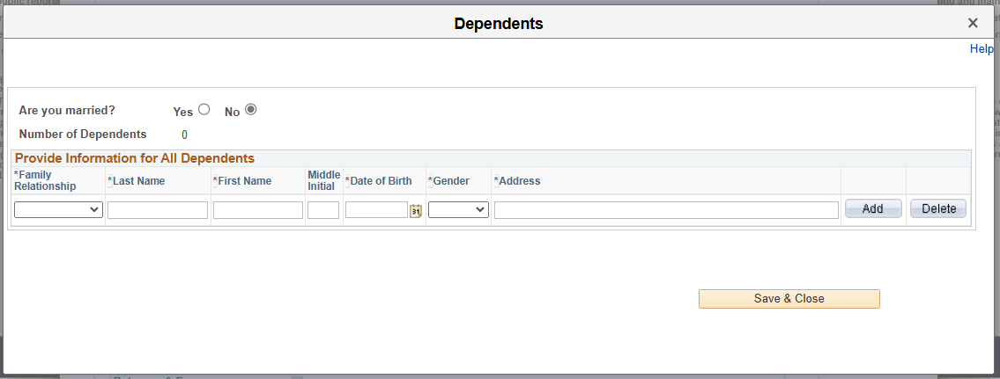 Dependents
Help
Are you married? Yes No
Number of Dependents 0
Provide Information for All Dependents
*Family Relationship *Last Name *First Name Middle Initial *Date of Birth *Gender *Address
31 Add Delete
Save & Close